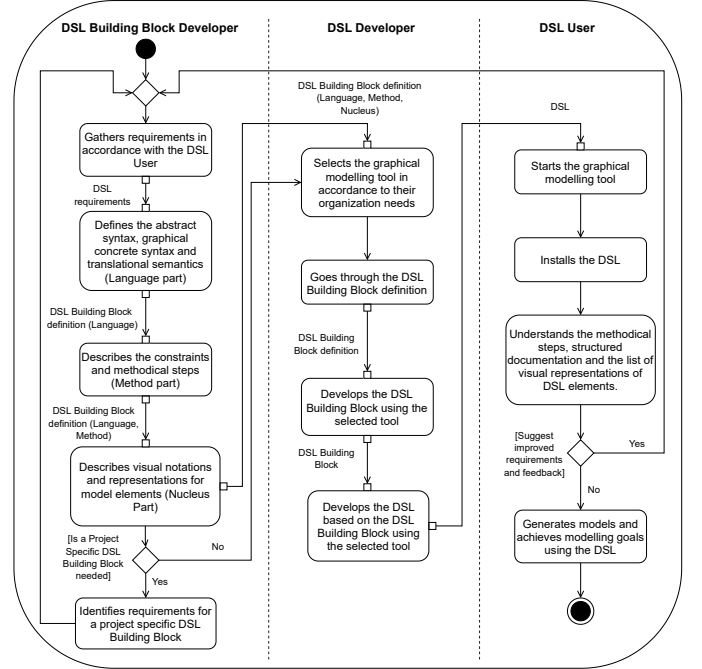 DSL Building Block Developer
Gathers requirements in
accordance with the DSL
User
DSL
requirements
Defines the abstract
syntax, graphical
concrete syntax and
translational semantics
(Language part)
DSL Building Block
definition (Language)
Describes the constraints
and methodical steps
(Method part)
DSL Building Block
definition (Language,
Method)
Describes visual notations
and representations for
model elements (Nucleus
Part)
[Is a Project
Specific DSL
Building Block
needed]
No
Yes
Identifies requirements for
a project specific DSL
Building Block
DSL Developer
DSL Building Block definition
(Language, Method,
Nucleus)
Selects the graphical
modelling tool in
accordance to their
organization needs
Goes through the DSL
Building Block definition
DSL Building
Block definition
Develops the DSL
Building Block using the
selected tool
DSL Building
Block
Develops the DSL
based on the DSL
Building Block using
the selected tool
DSL User
DSL
Starts the graphical
modelling tool
Installs the DSL
Understands the methodical
steps, structured
documentation and the list of
visual representations of
DSL elements.
[Suggest
improved
requirements
and feedback]
Yes
No
Generates models and
achieves modelling goals
using the DSL